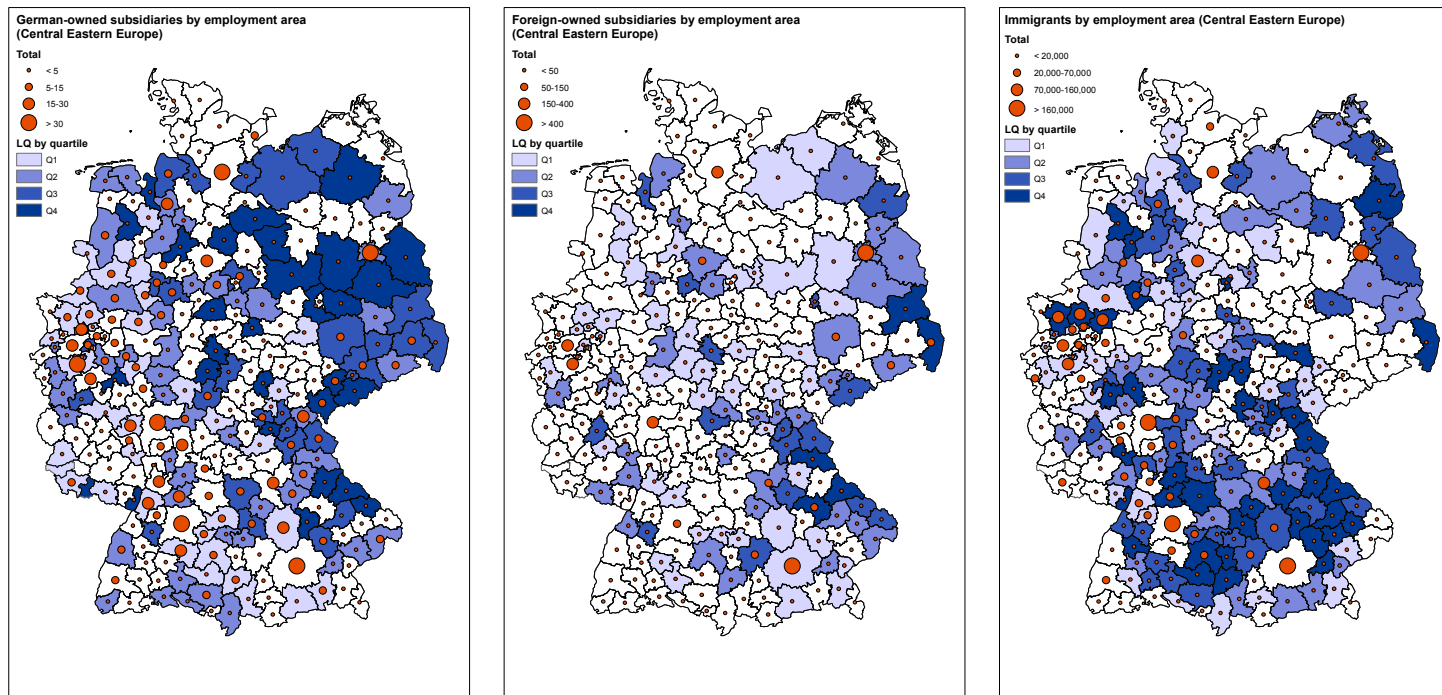 German-owned subsidiaries by employment area
(Central Eastern Europe)
Total
< 5
5-15
15-30
> 30
LQ by quartile
Q1
Q2
Q3
Q4
Foreign-owned subsidiaries by employment area
(Central Eastern Europe)
Total
< 50
50-150
150-400
> 400
LQ by quartile
Q1
Q2
Q3
Q4
Immigrants by employment area (Central Eastern Europe)
Total
< 20,000
20,000-70,000
70,000-160,000
> 160,000
LQ by quartile
Q1
Q2
Q3
Q4